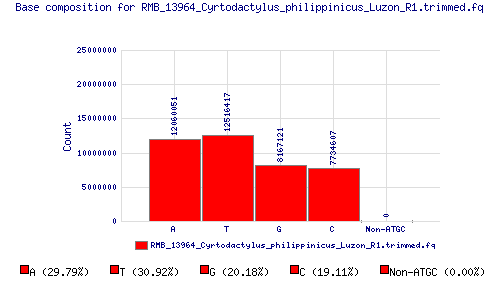 Base composition for RMB_13964_Cyrtodactylus_philippinicus_Luzon_R1.trimmed.fq
25000000
20000000
15000000
10000000
5000000
0
Count
12060051
12516417
8167121
7734607
0
A T G C Non-ATGC
RMB_13964_Cyrtodactylus_philippinicus_Luzon_R1.trimmed.fq
A (29.79%) T (30.92%) G (20.18%) C (19.11%) Non-ATGC (0.00%)